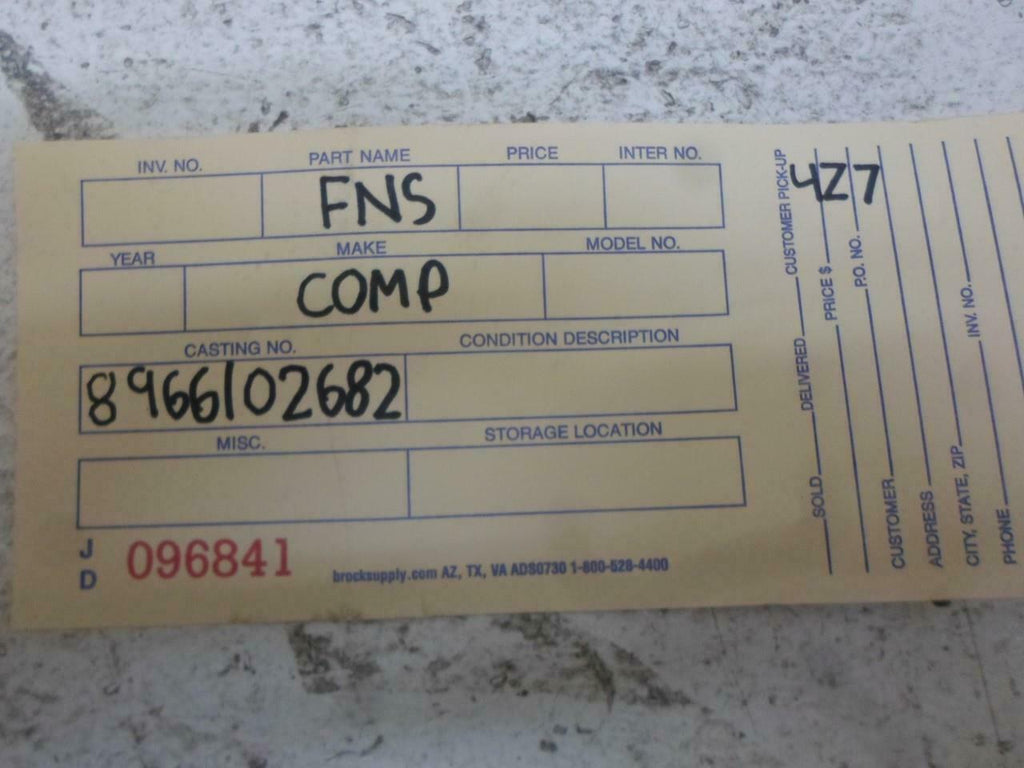 INV. NO. PART NAME PRICE INTER NO.
FNS
YEAR MAKE MODEL NO.
COMP
CASTING NO. CONDITION DESCRIPTION
8966102682
MISC. STORAGE LOCATION
J D 096841
brocksupply.com AZ, TX, VA ADS0730 1-800-528-4400
4Z7
SOLD DELIVERED CUSTOMER PICK-UP
PRICE $
P.O. NO.
CUSTOMER
ADDRESS
CITY, STATE, ZIP INV. NO.
PHONE